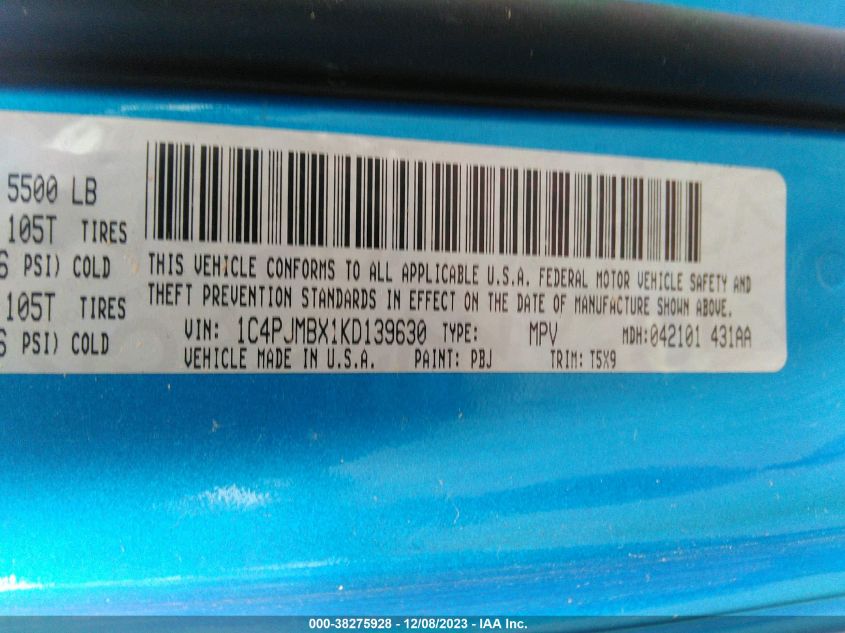 5500 LB
105T TIRES
PSI) COLD
105T TIRES
PSI) COLD
THIS VEHICLE CONFORMS TO ALL APPLICABLE U.S.A. FEDERAL MOTOR VEHICLE SAFETY AND
THEFT PREVENTION STANDARDS IN EFFECT ON THE DATE OF MANUFACTURE SHOWN ABOVE.
VIN: 1C4PJMBX1KD139630 TYPE: MPV MDH:042101 431AA
VEHICLE MADE IN U.S.A. PAINT: PBJ TRIM: T5X9
000-38275928 - 12/08/2023 - IAA Inc.